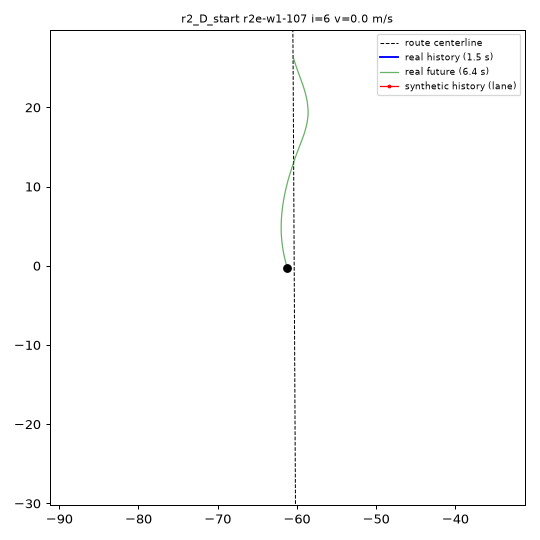 r2_D_start r2e-w1-107 i=6 v=0.0 m/s
route centerline
real history (1.5 s)
real future (6.4 s)
synthetic history (lane)
20
10
0
−10
−20
−30
−90 −80 −70 −60 −50 −40